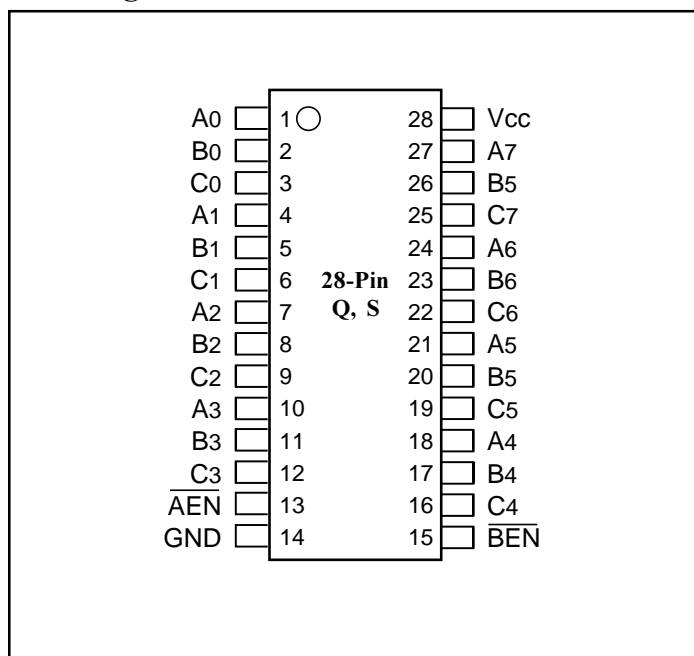 A0 1 28 Vcc
B0 2 27 A7
C0 3 26 B5
A1 4 25 C7
B1 5 24 A6
C1 6 28-Pin 23 B6
A2 7 Q, S 22 C6
B2 8 21 A5
C2 9 20 B5
A3 10 19 C5
B3 11 18 A4
C3 12 17 B4
AEN 13 16 C4
GND 14 15 BEN